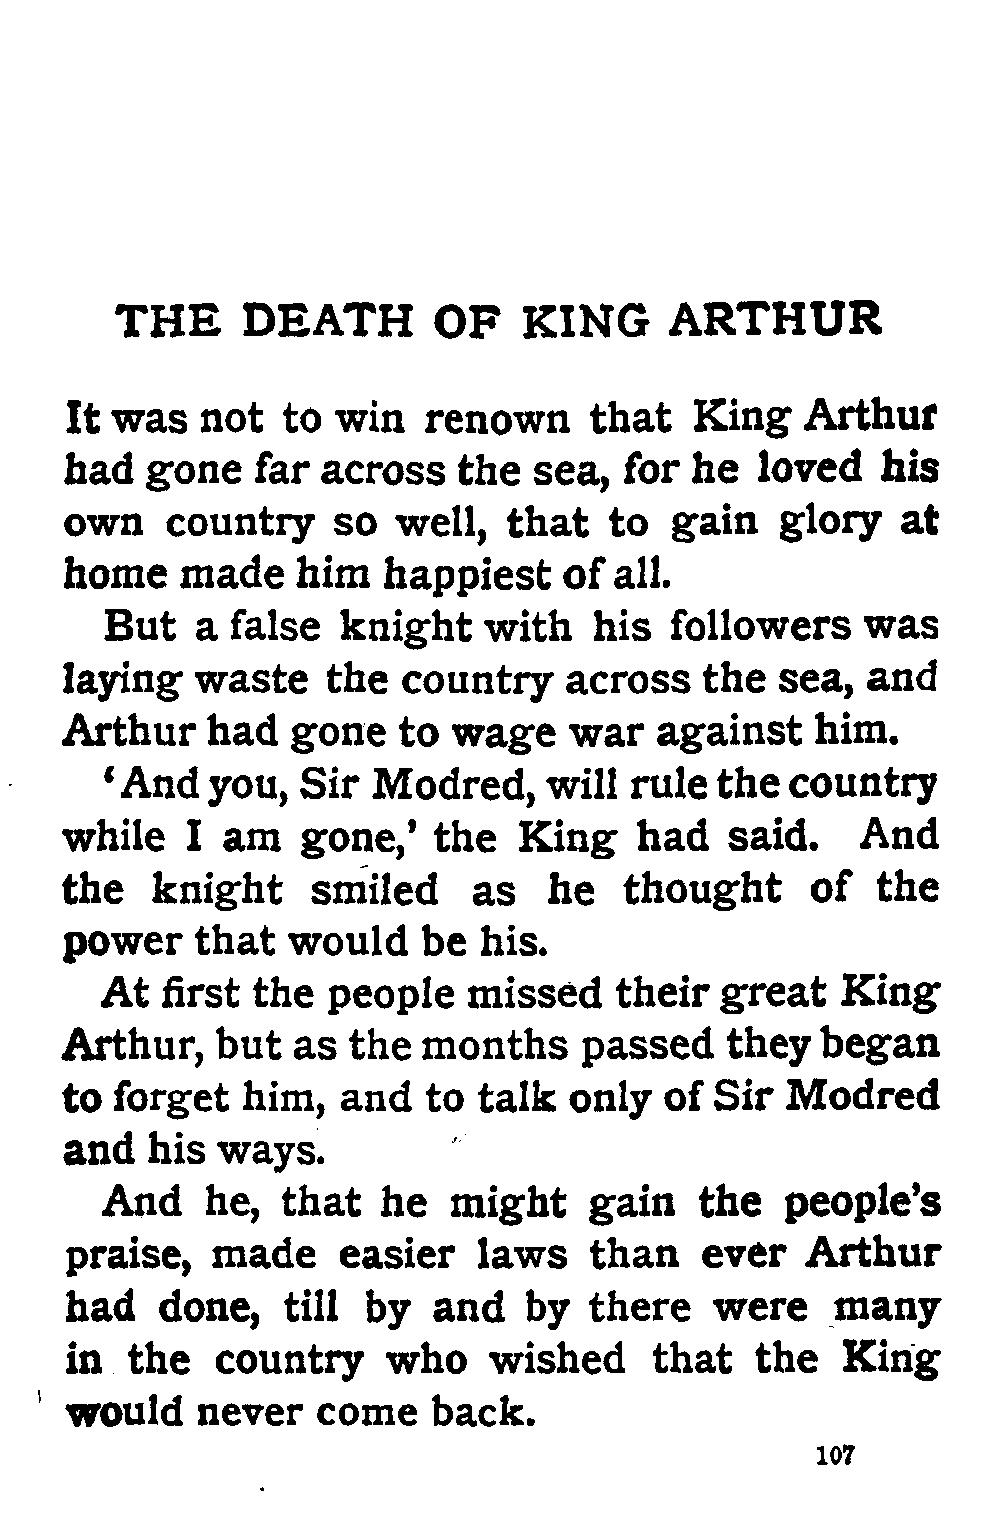 THE DEATH OF KING ARTHUR
It was not to win renown that King Arthur
had gone far across the sea, for he loved his
own country so well, that to gain glory at
home made him happiest of all.
But a false knight with his followers was
laying waste the country across the sea, and
Arthur had gone to wage war against him.
‘And you, Sir Modred, will rule the country
while I am gone,’ the King had said. And
the knight smiled as he thought of the
power that would be his.
At first the people missed their great King
Arthur, but as the months passed they began
to forget him, and to talk only of Sir Modred
and his ways.
And he, that he might gain the people’s
praise, made easier laws than ever Arthur
had done, till by and by there were many
in the country who wished that the King
would never come back.
107